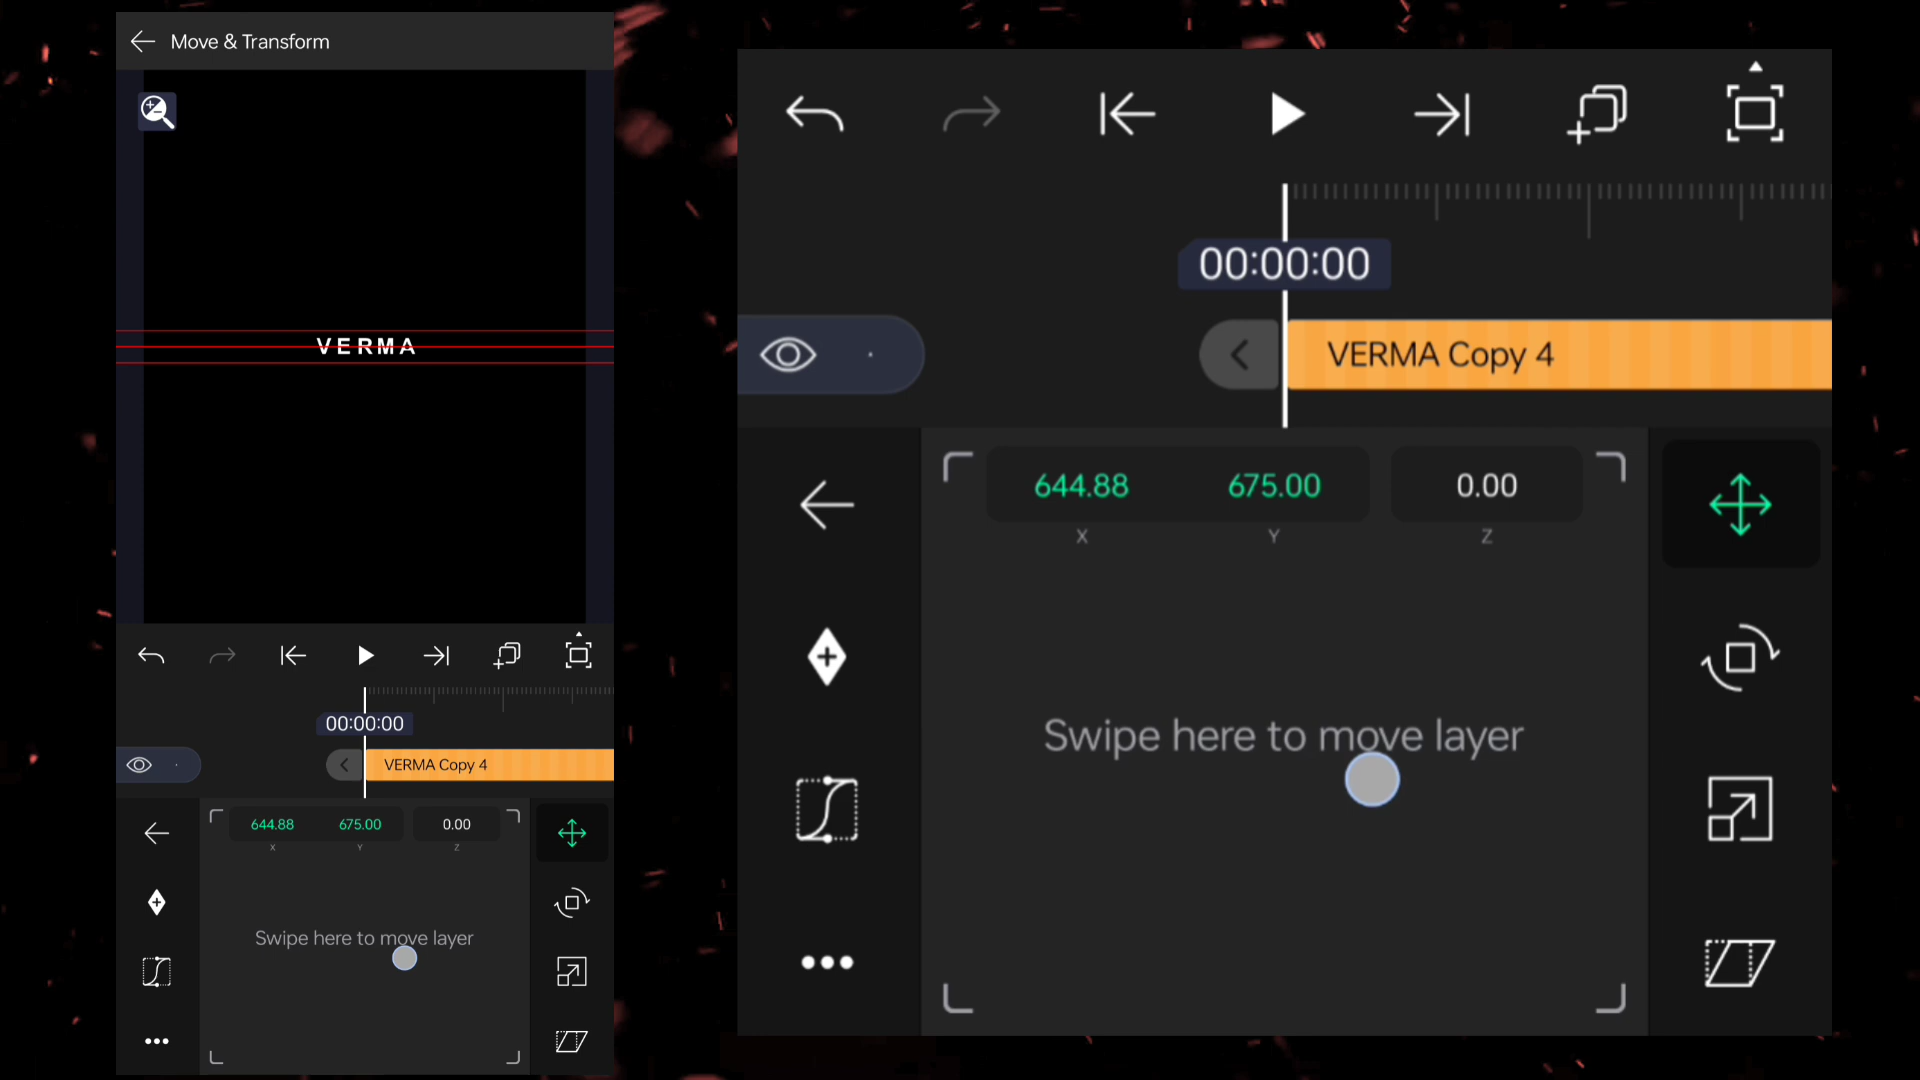 Move & Transform
VERMA
00:00:00
VERMA Copy 4
644.88 675.00 0.00
X Y Z
Swipe here to move layer
00:00:00
VERMA Copy 4
644.88 675.00 0.00
X Y Z
Swipe here to move layer